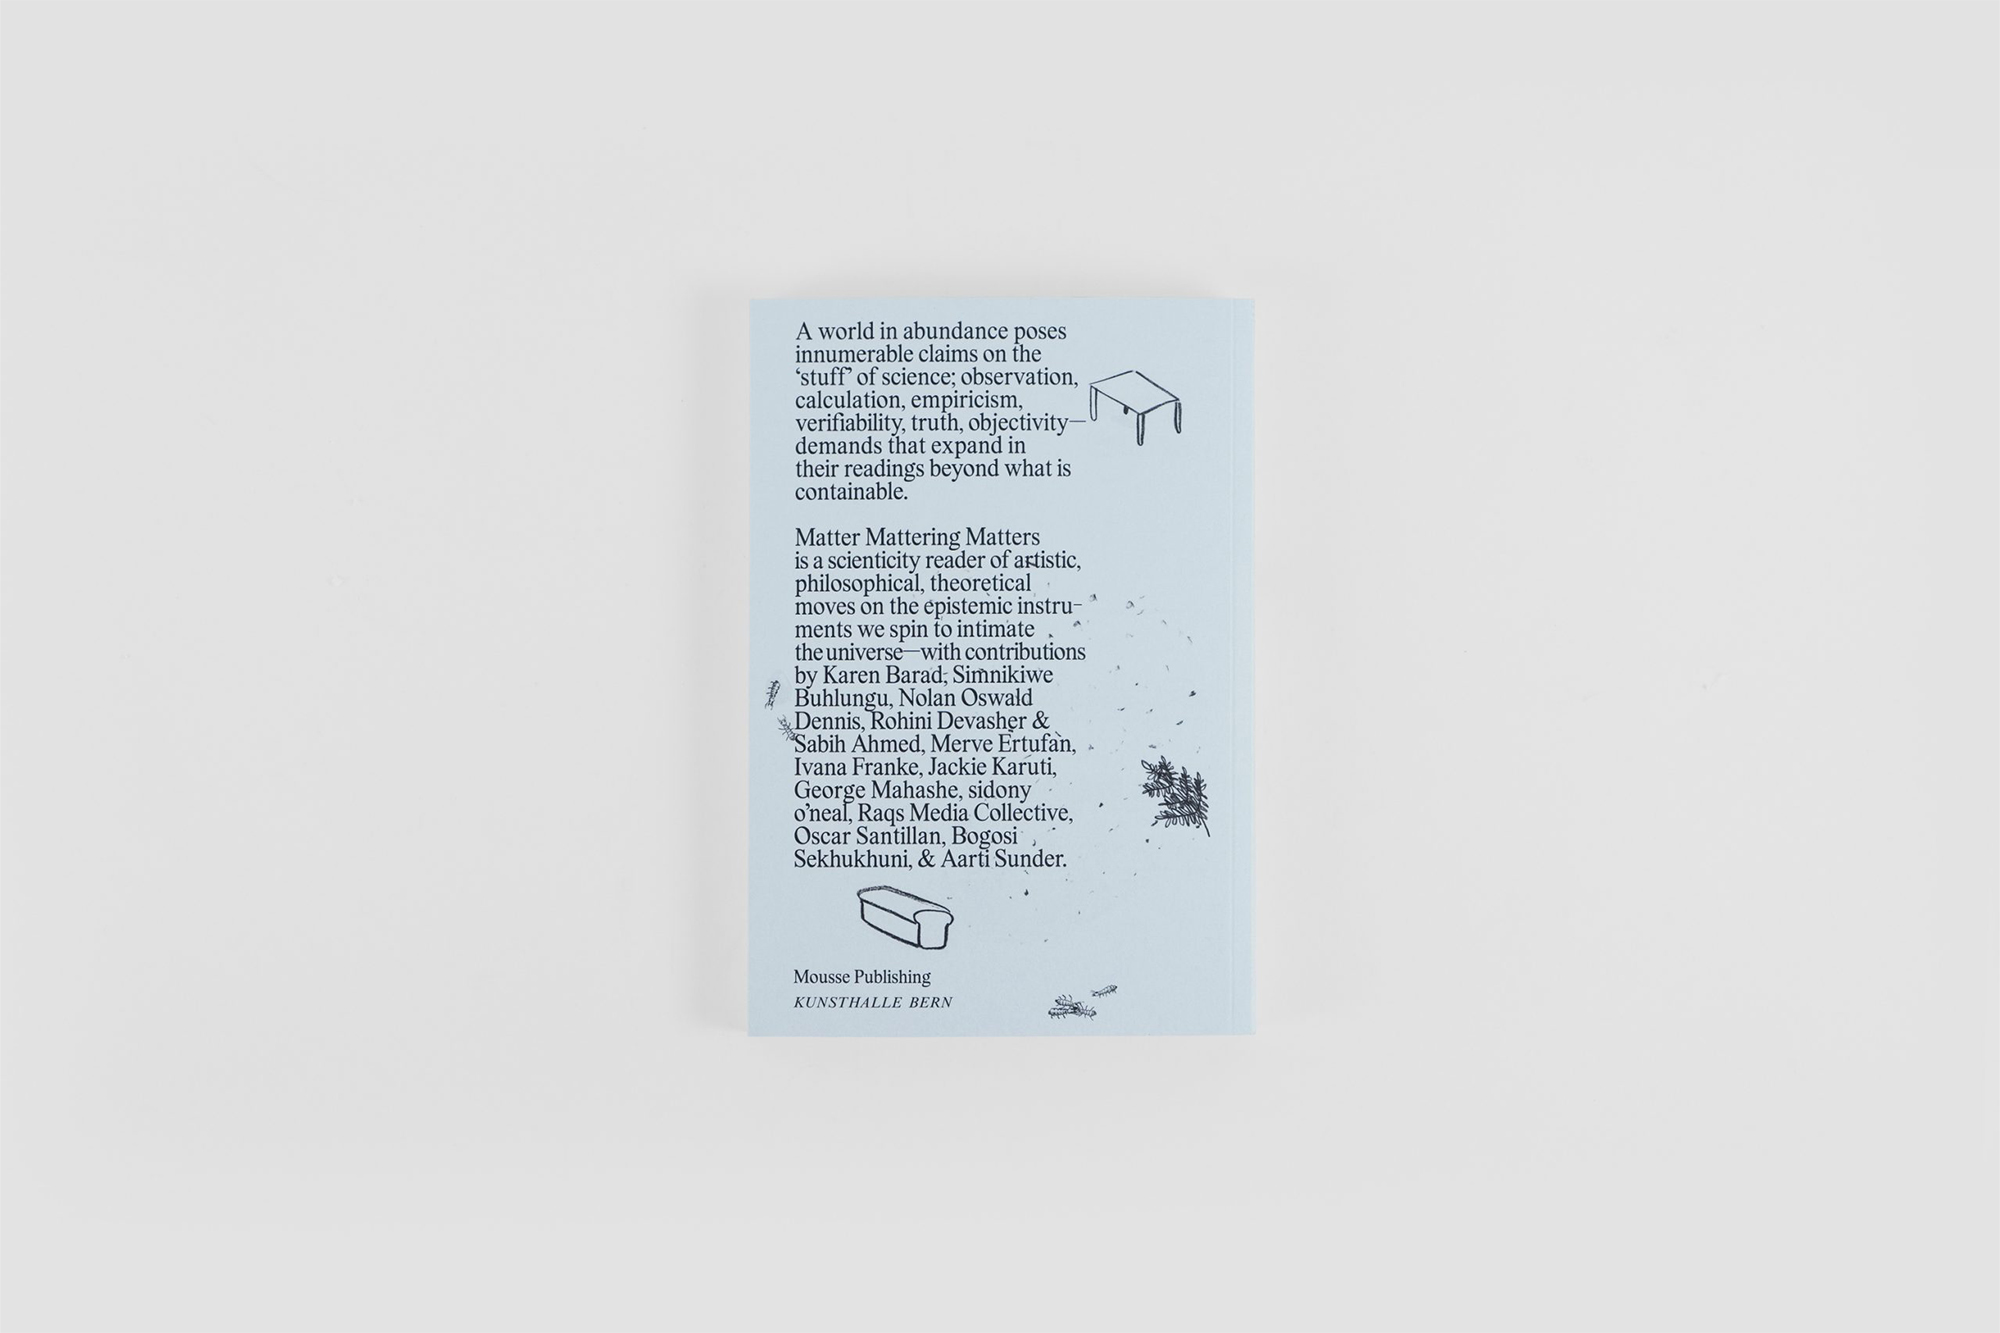 A world in abundance poses
innumerable claims on the
‘stuff’ of science; observation,
calculation, empiricism,
verifiability, truth, objectivity—
demands that expand in
their readings beyond what is
containable.
Matter Mattering Matters
is a scienticity reader of artistic,
philosophical, theoretical
moves on the epistemic instru-
ments we spin to intimate
the universe—with contributions
by Karen Barad, Simnikiwe
Buhlungu, Nolan Oswald
Dennis, Rohini Devasher &
Sabih Ahmed, Merve Ertufan,
Ivana Franke, Jackie Karuti,
George Mahashe, sidony
o’neal, Raqs Media Collective,
Oscar Santillan, Bogosi
Sekhukhuni, & Aarti Sunder.
Mousse Publishing
KUNSTHALLE BERN